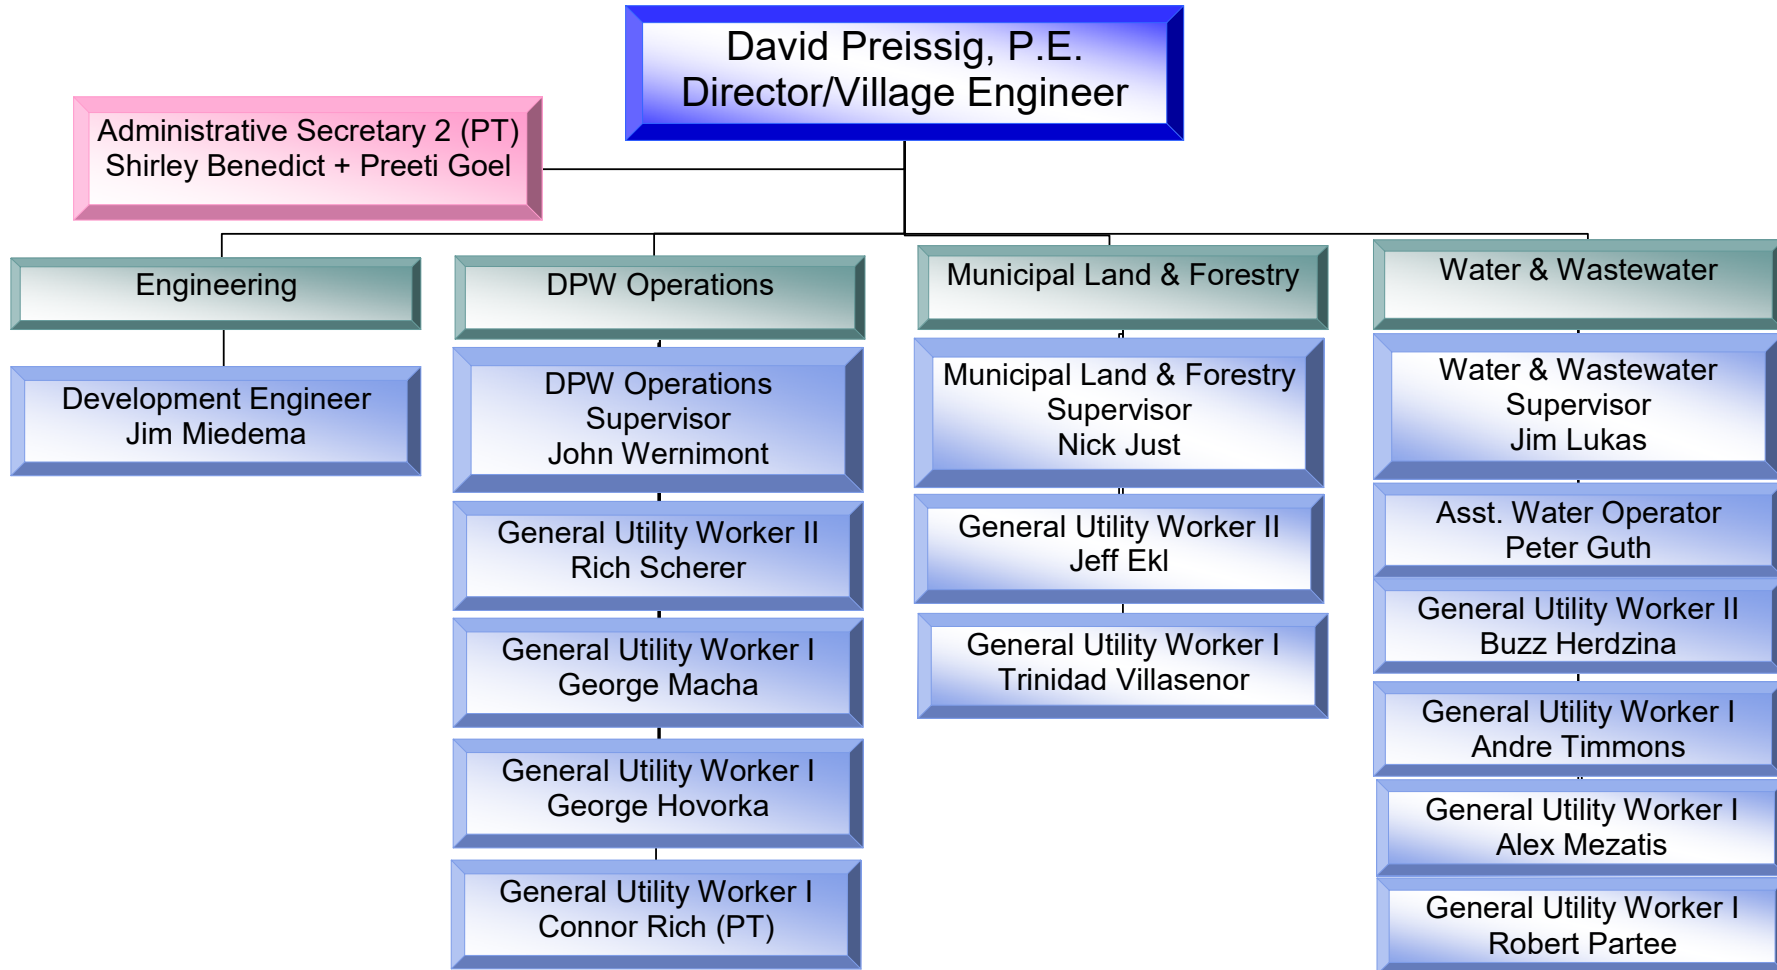 David Preissig, P.E.
Director/Village Engineer
Administrative Secretary 2 (PT)
Shirley Benedict + Preeti Goel
Engineering
Development Engineer
Jim Miedema
DPW Operations
DPW Operations
Supervisor
John Wernimont
General Utility Worker II
Rich Scherer
General Utility Worker I
George Macha
General Utility Worker I
George Hovorka
General Utility Worker I
Connor Rich (PT)
Municipal Land & Forestry
Municipal Land & Forestry
Supervisor
Nick Just
General Utility Worker II
Jeff Ekl
General Utility Worker I
Trinidad Villasenor
Water & Wastewater
Water & Wastewater
Supervisor
Jim Lukas
Asst. Water Operator
Peter Guth
General Utility Worker II
Buzz Herdzina
General Utility Worker I
Andre Timmons
General Utility Worker I
Alex Mezatis
General Utility Worker I
Robert Partee